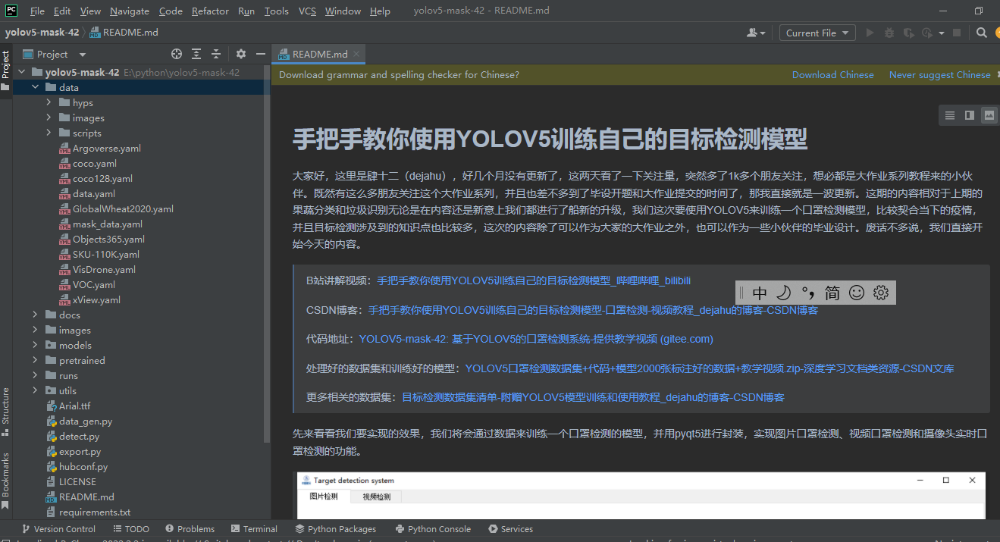 PC File Edit View Navigate Code Refactor Run Tools VCS Window Help yolov5-mask-42 - README.md
yolov5-mask-42 README.md Current File
Project
Project
README.md
yolov5-mask-42 E:\python\yolov5-mask-42
data
hyps
images
scripts
Argoverse.yaml
coco.yaml
coco128.yaml
data.yaml
GlobalWheat2020.yaml
mask_data.yaml
Objects365.yaml
SKU-110K.yaml
VisDrone.yaml
VOC.yaml
xView.yaml
docs
images
models
pretrained
runs
utils
Arial.ttf
data_gen.py
detect.py
export.py
hubconf.py
LICENSE
README.md
requirements.txt
Structure
Bookmarks
Download grammar and spelling checker for Chinese? Download Chinese Never suggest Chinese
手把手教你使用YOLOV5训练自己的目标检测模型
大家好，这里是肆十二（dejahu），好几个月没有更新了，这两天看了一下关注量，突然多了1k多个朋友关注，想必都是大作业系列教程来的小伙
伴。既然有这么多朋友关注这个大作业系列，并且也差不多到了毕设开题和大作业提交的时间了，那我直接就是一波更新。这期的内容相对于上期的
果蔬分类和垃圾识别无论是在内容还是新意上我们都进行了船新的升级，我们这次要使用YOLOV5来训练一个口罩检测模型，比较契合当下的疫情，
并且目标检测涉及到的知识点也比较多，这次的内容除了可以作为大家的大作业之外，也可以作为一些小伙伴的毕业设计。废话不多说，我们直接开
始今天的内容。
B站讲解视频：手把手教你使用YOLOV5训练自己的目标检测模型_哔哩哔哩_bilibili
中 简
CSDN博客：手把手教你使用YOLOV5训练自己的目标检测模型-口罩检测-视频教程_dejahu的博客-CSDN博客
代码地址：YOLOV5-mask-42: 基于YOLOV5的口罩检测系统-提供教学视频 (gitee.com)
处理好的数据集和训练好的模型：YOLOV5口罩检测数据集+代码+模型2000张标注好的数据+教学视频.zip-深度学习文档类资源-CSDN文库
更多相关的数据集：目标检测数据集清单-附赠YOLOV5模型训练和使用教程_dejahu的博客-CSDN博客
先来看看我们要实现的效果，我们将会通过数据来训练一个口罩检测的模型，并用pyqt5进行封装，实现图片口罩检测、视频口罩检测和摄像头实时口
罩检测的功能。
Target detection system
图片检测 视频检测
Version Control TODO Problems Terminal Python Packages Python Console Services